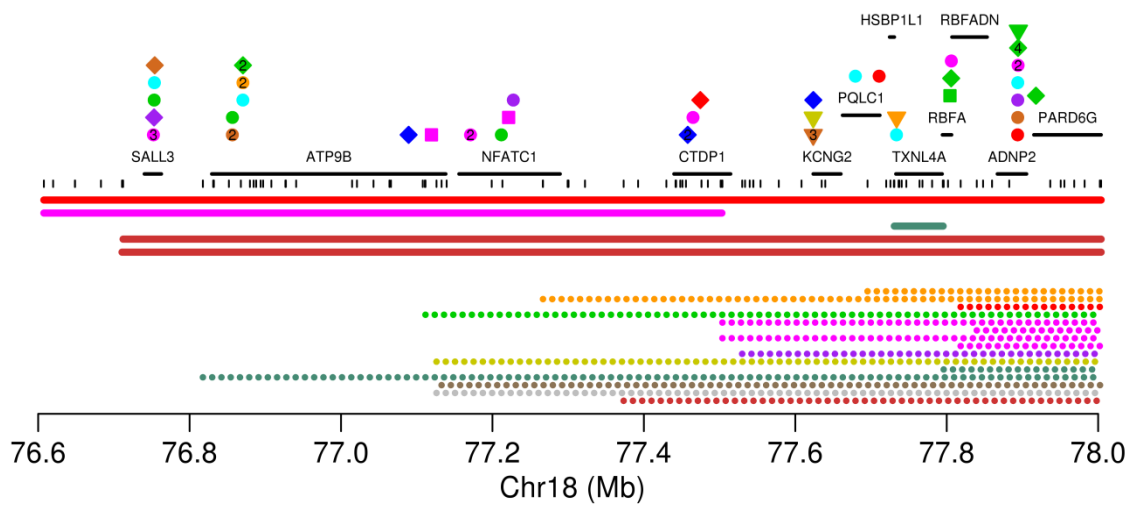 HSBP1L1 RBFADN
2 4
2 2
PQLC1
3 2 2 2 3 RBFA PARD6G
SALL3 ATP9B NFATC1 CTDP1 KCNG2 TXNL4A ADNP2
76.6 76.8 77.0 77.2 77.4 77.6 77.8 78.0
Chr18 (Mb)